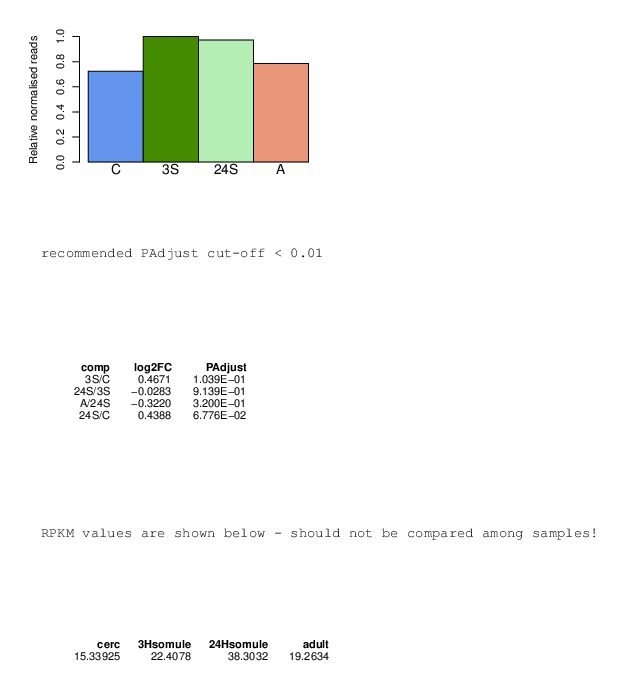 Relative normalised reads
1.0
0.8
0.6
0.4
0.2
0.0
C 3S 24S A
recommended PAdjust cut-off < 0.01
comp log2FC PAdjust
3S/C 0.4671 1.039E−01
24S/3S −0.0283 9.139E−01
A/24S −0.3220 3.200E−01
24S/C 0.4388 6.776E−02
RPKM values are shown below - should not be compared among samples!
cerc 3Hsomule 24Hsomule adult
15.33925 22.4078 38.3032 19.2634